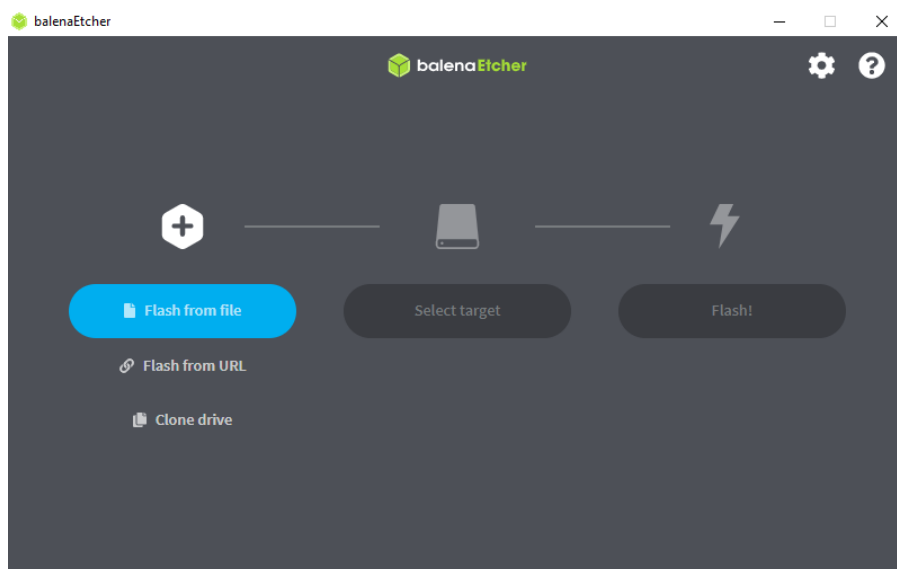 balenaEtcher
balenaEtcher
Flash from file
Select target
Flash!
Flash from URL
Clone drive